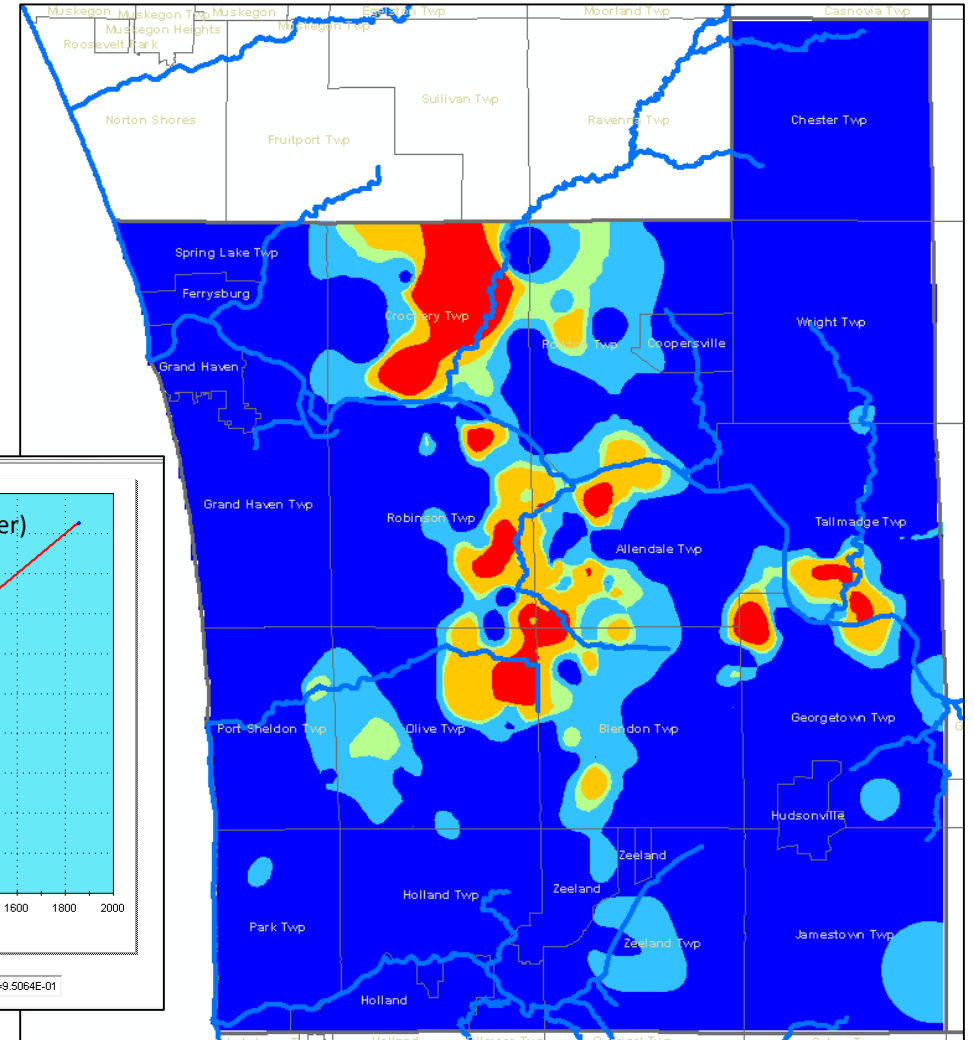 Muskegon
Muskegon Twp
Muskegon
Egelston Twp
Moorland Twp
Casnovia Twp
Muskegon Heights
Muskegon Twp
Roosevelt Park
Sullivan Twp
Norton Shores
Ravenna Twp
Chester Twp
Fruitport Twp
Spring Lake Twp
Ferrysburg
Crockery Twp
Wright Twp
Polkton Twp
Coopersville
Grand Haven
Grand Haven Twp
Robinson Twp
Tallmadge Twp
er)
Allendale Twp
Port Sheldon Twp
Olive Twp
Blendon Twp
Georgetown Twp
Hudsonville
Zeeland
Holland Twp
Zeeland
Park Twp
Zeeland Twp
Jamestown Twp
Holland
1600 1800 2000
=9.5064E-01
Holland